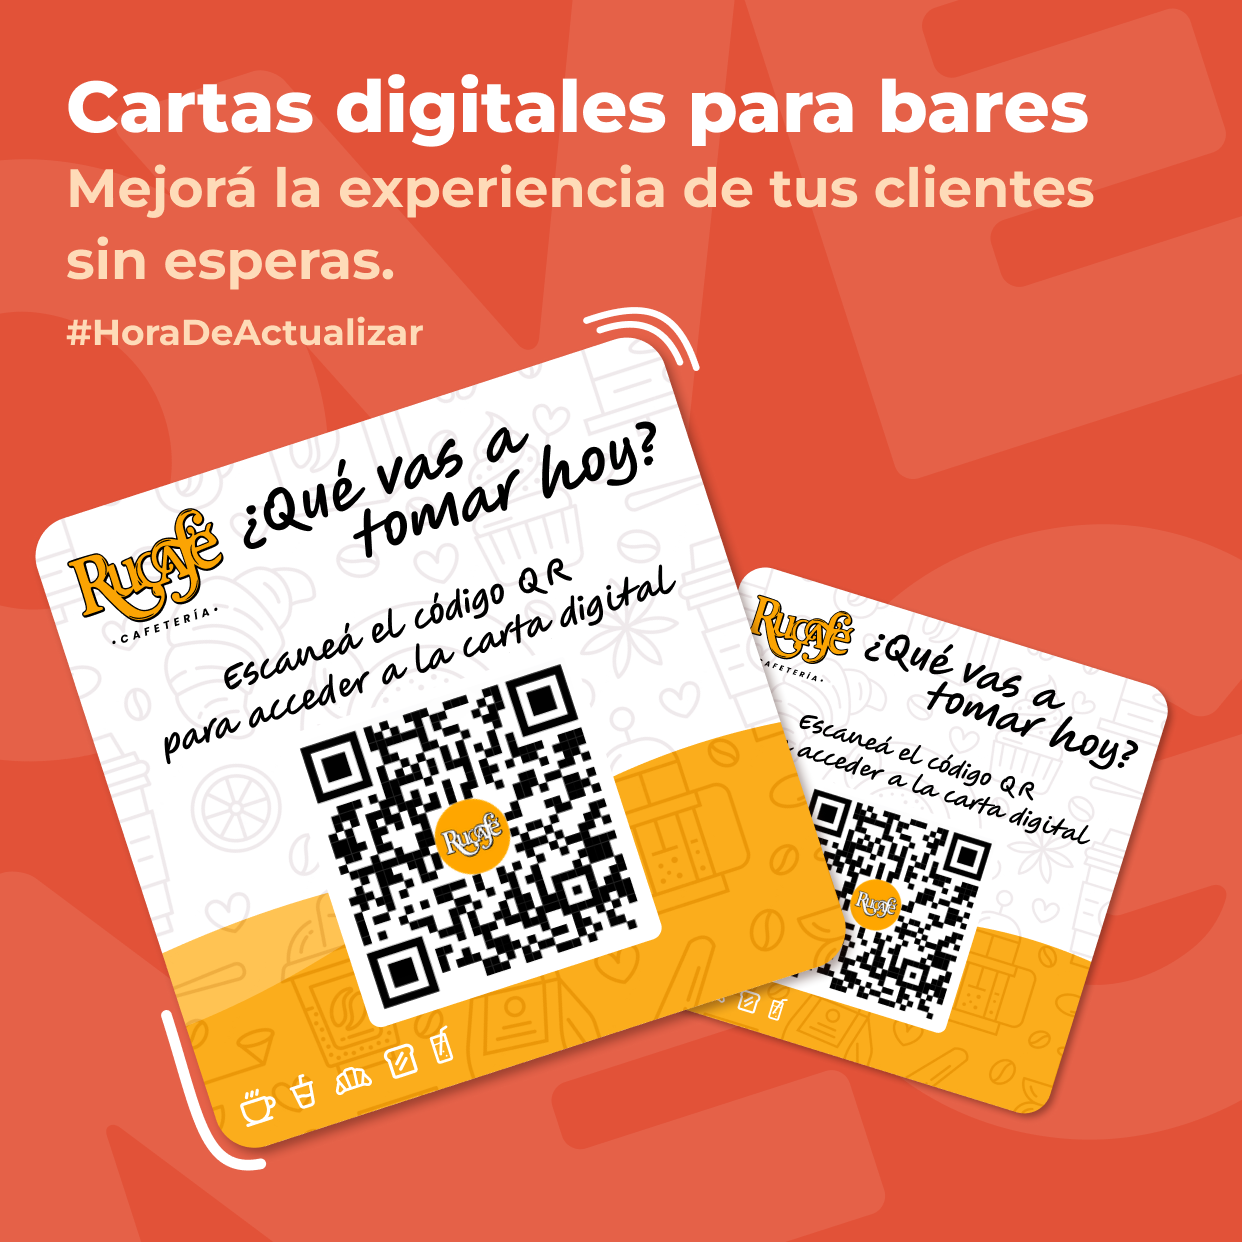 Cartas digitales para bares
Mejorá la experiencia de tus clientes
sin esperas.
#HoraDeActualizar
Rucafé
·CAFETERÍA·
¿Qué vas a
tomar hoy?
Escaneá el código QR
para acceder a la carta digital
Rucafé
Rucafé
CAFETERÍA·
¿Qué vas a
tomar hoy?
Escaneá el código QR
acceder a la carta digital
Rucafé